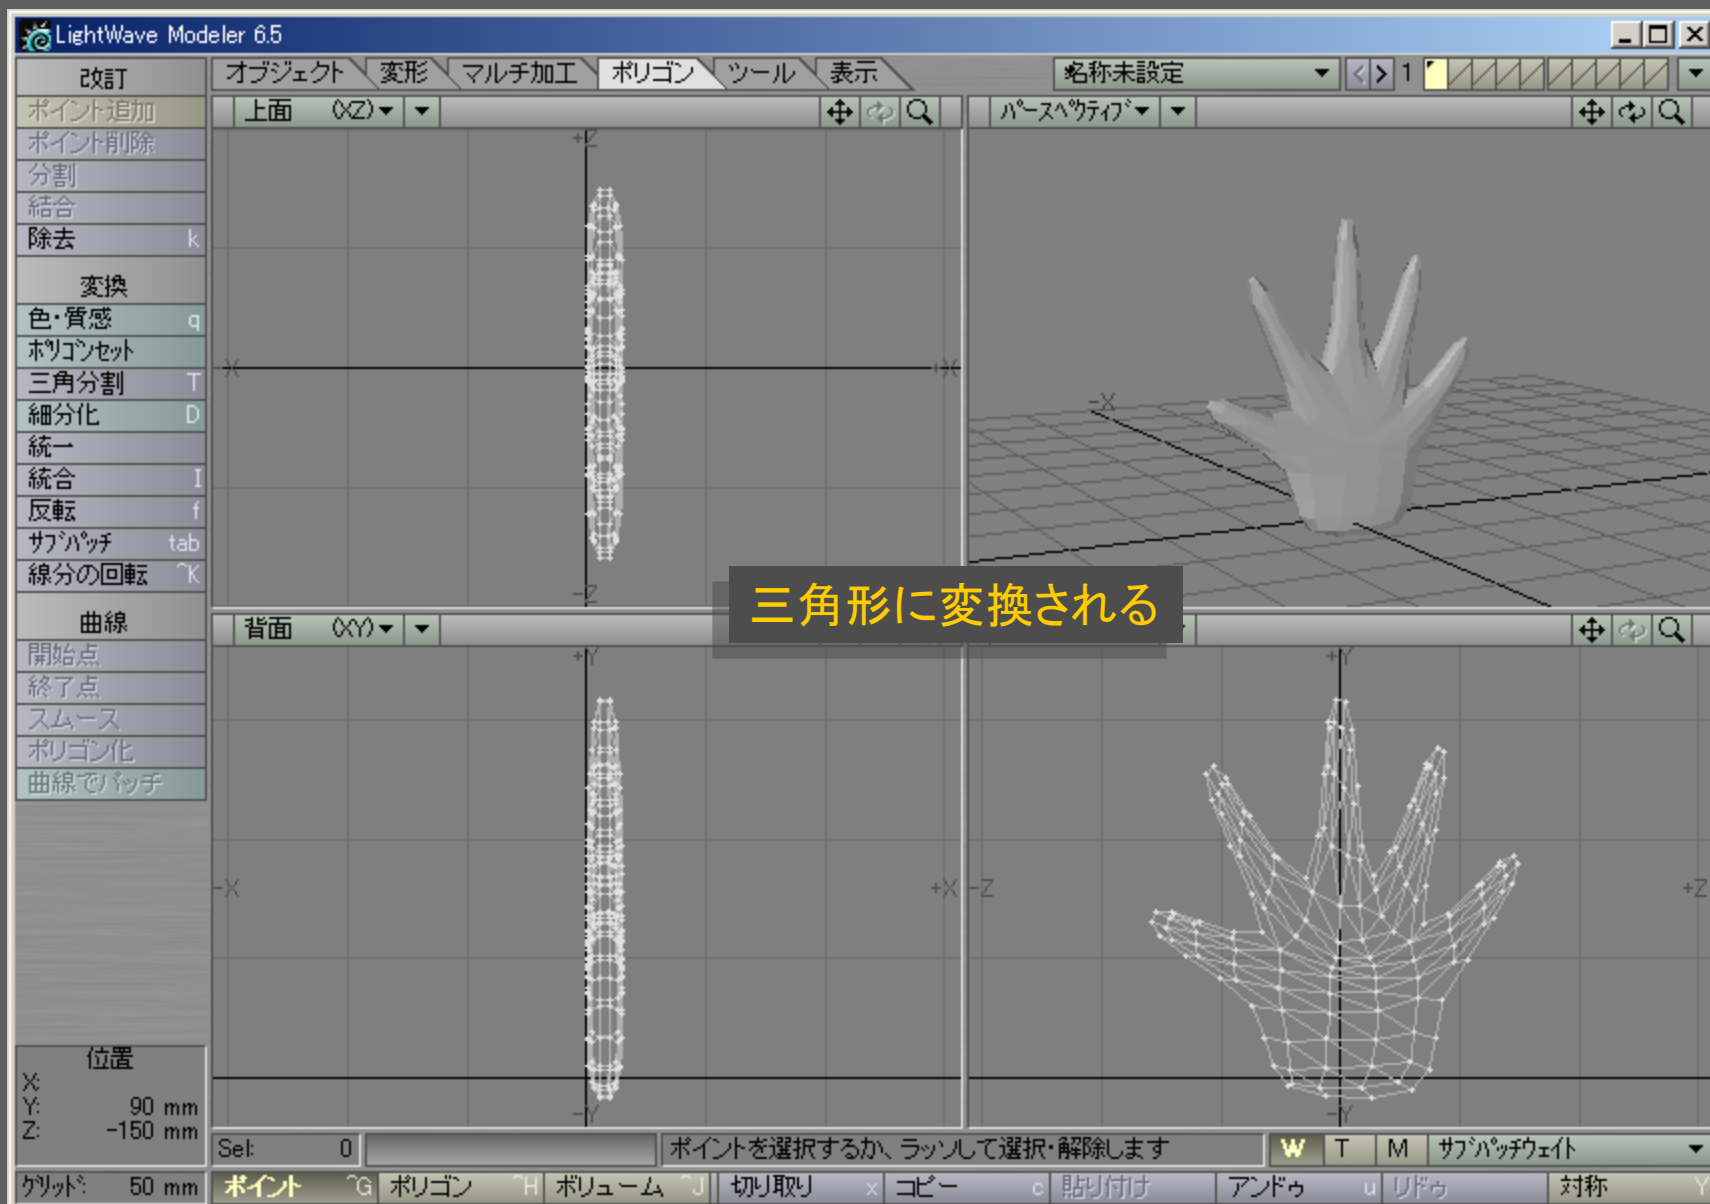 LightWave Modeler 6.5
改訂
オブジェクト 変形 マルチ加工 ポリゴン ツール 表示 名称未設定 1
ポイント追加
ポイント削除
分割
結合
除去 k
変換
色・質感 q
ポリゴンセット
三角分割 T
細分化 D
統一
統合 I
反転 f
サブパッチ tab
線分の回転 ^K
曲線
開始点
終了点
スムース
ポリゴン化
曲線でパッチ
上面 (XZ)
+Z
-X +X
-Z
パースペクティブ
-X
三角形に変換される
背面 (XY)
+Y
-X +X
-Y
+Y
-Z +Z
-Y
位置
X:
Y: 90 mm
Z: -150 mm
Sel: 0 ポイントを選択するか、ラッソして選択・解除します W T M サブパッチウェイト
グリッド: 50 mm ポイント ^G ポリゴン ^H ボリューム ^J 切り取り x コピー c 貼り付け アンドゥ u リドゥ 対称 Y